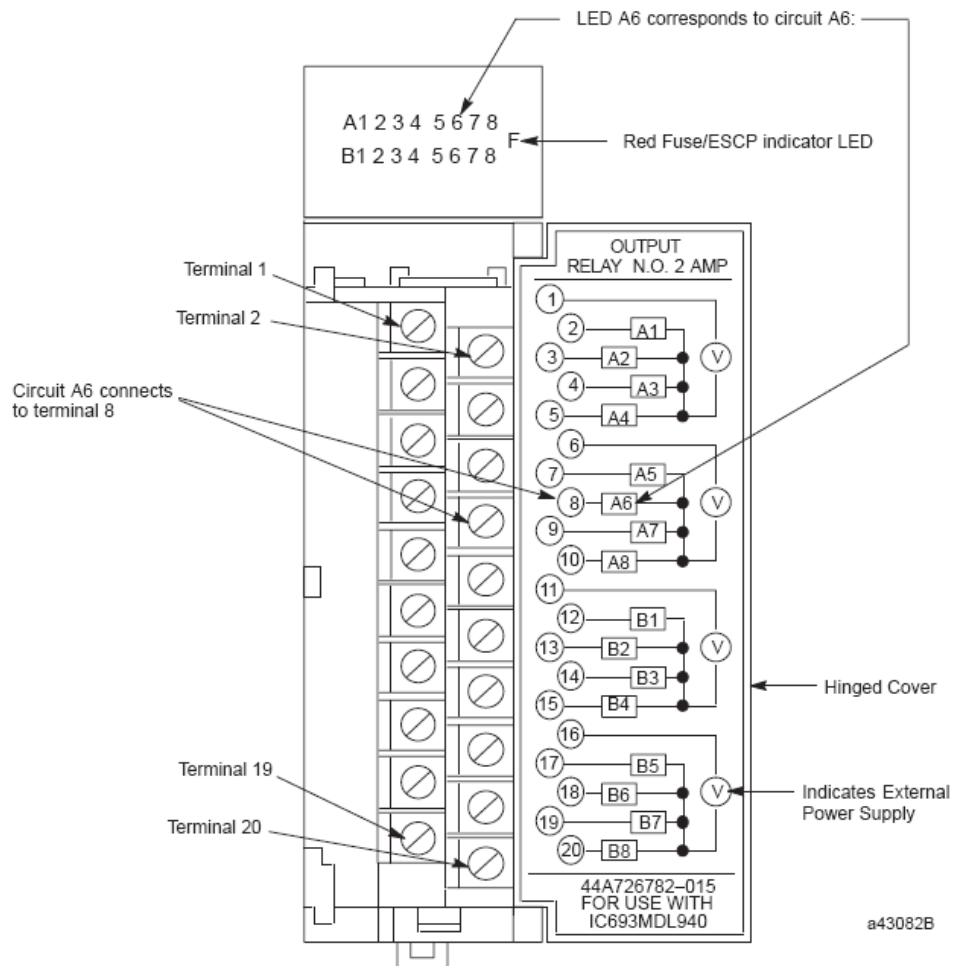 LED A6 corresponds to circuit A6:
A1 2 3 4 5 6 7 8
B1 2 3 4 5 6 7 8
F
Red Fuse/ESCP indicator LED
Terminal 1
Terminal 2
Circuit A6 connects
to terminal 8
Terminal 19
Terminal 20
OUTPUT
RELAY N.O. 2 AMP
1
2 A1
3 A2 V
4 A3
5 A4
6
7 A5
8 A6 V
9 A7
10 A8
11
12 B1
13 B2 V
14 B3
15 B4
16
17 B5
18 B6 V
19 B7
20 B8
44A726782–015
FOR USE WITH
IC693MDL940
Hinged Cover
Indicates External
Power Supply
a43082B